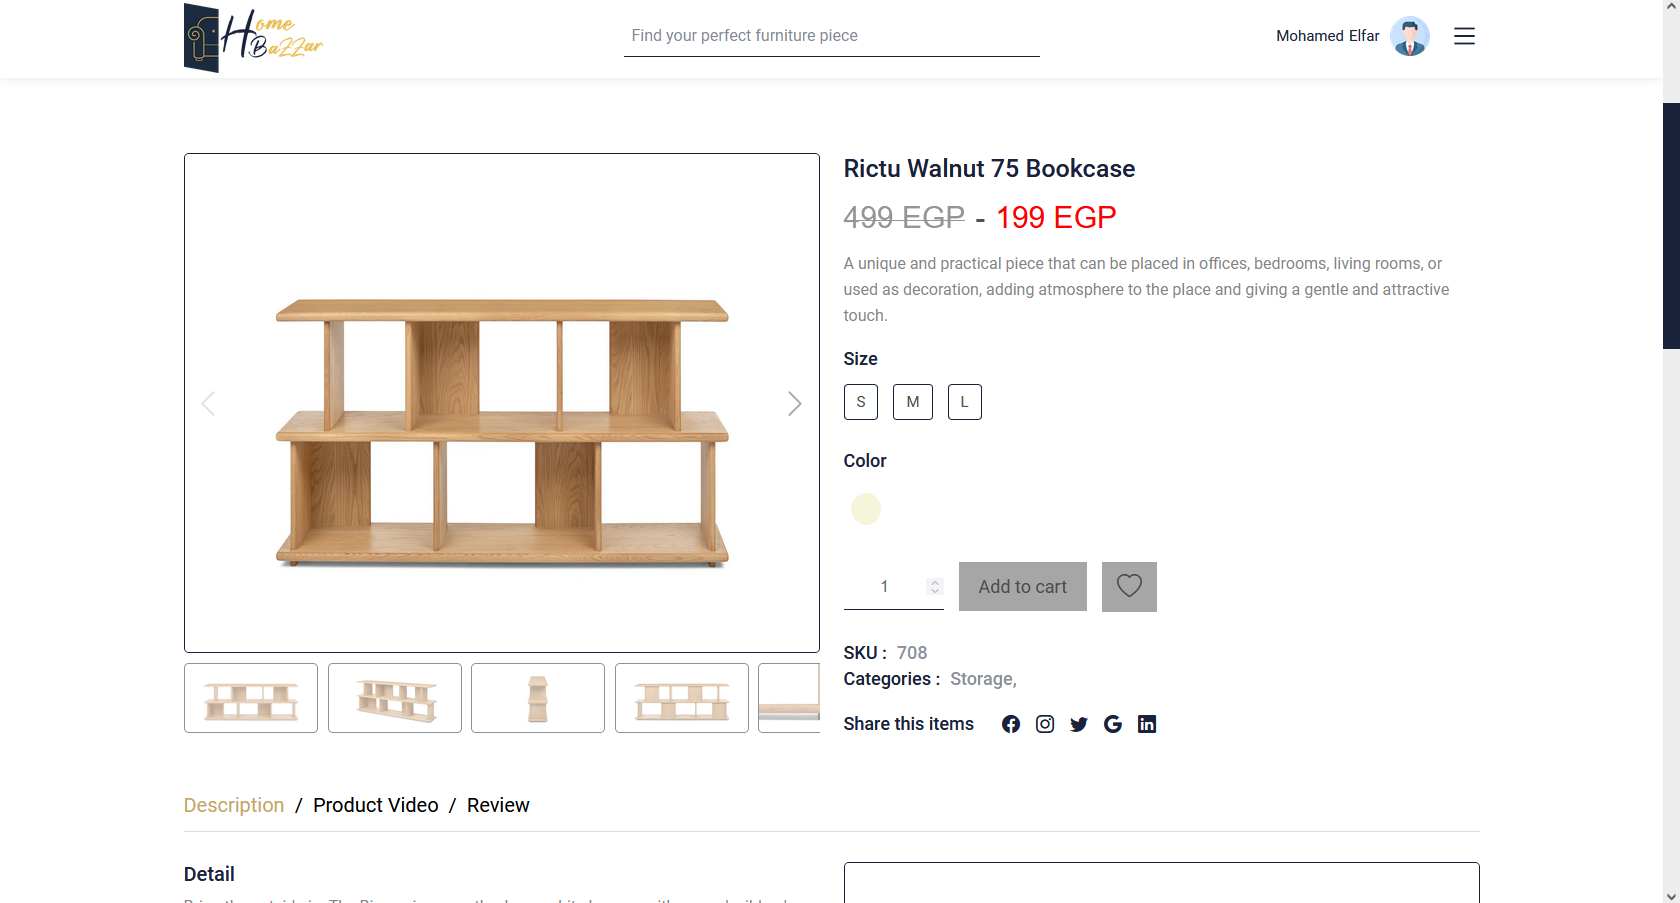 Home
BaZZar
Find your perfect furniture piece
Mohamed Elfar
Rictu Walnut 75 Bookcase
499 EGP - 199 EGP
A unique and practical piece that can be placed in offices, bedrooms, living rooms, or
used as decoration, adding atmosphere to the place and giving a gentle and attractive
touch.
Size
S M L
Color
1 Add to cart
SKU : 708
Categories : Storage,
Share this items
Description / Product Video / Review
Detail